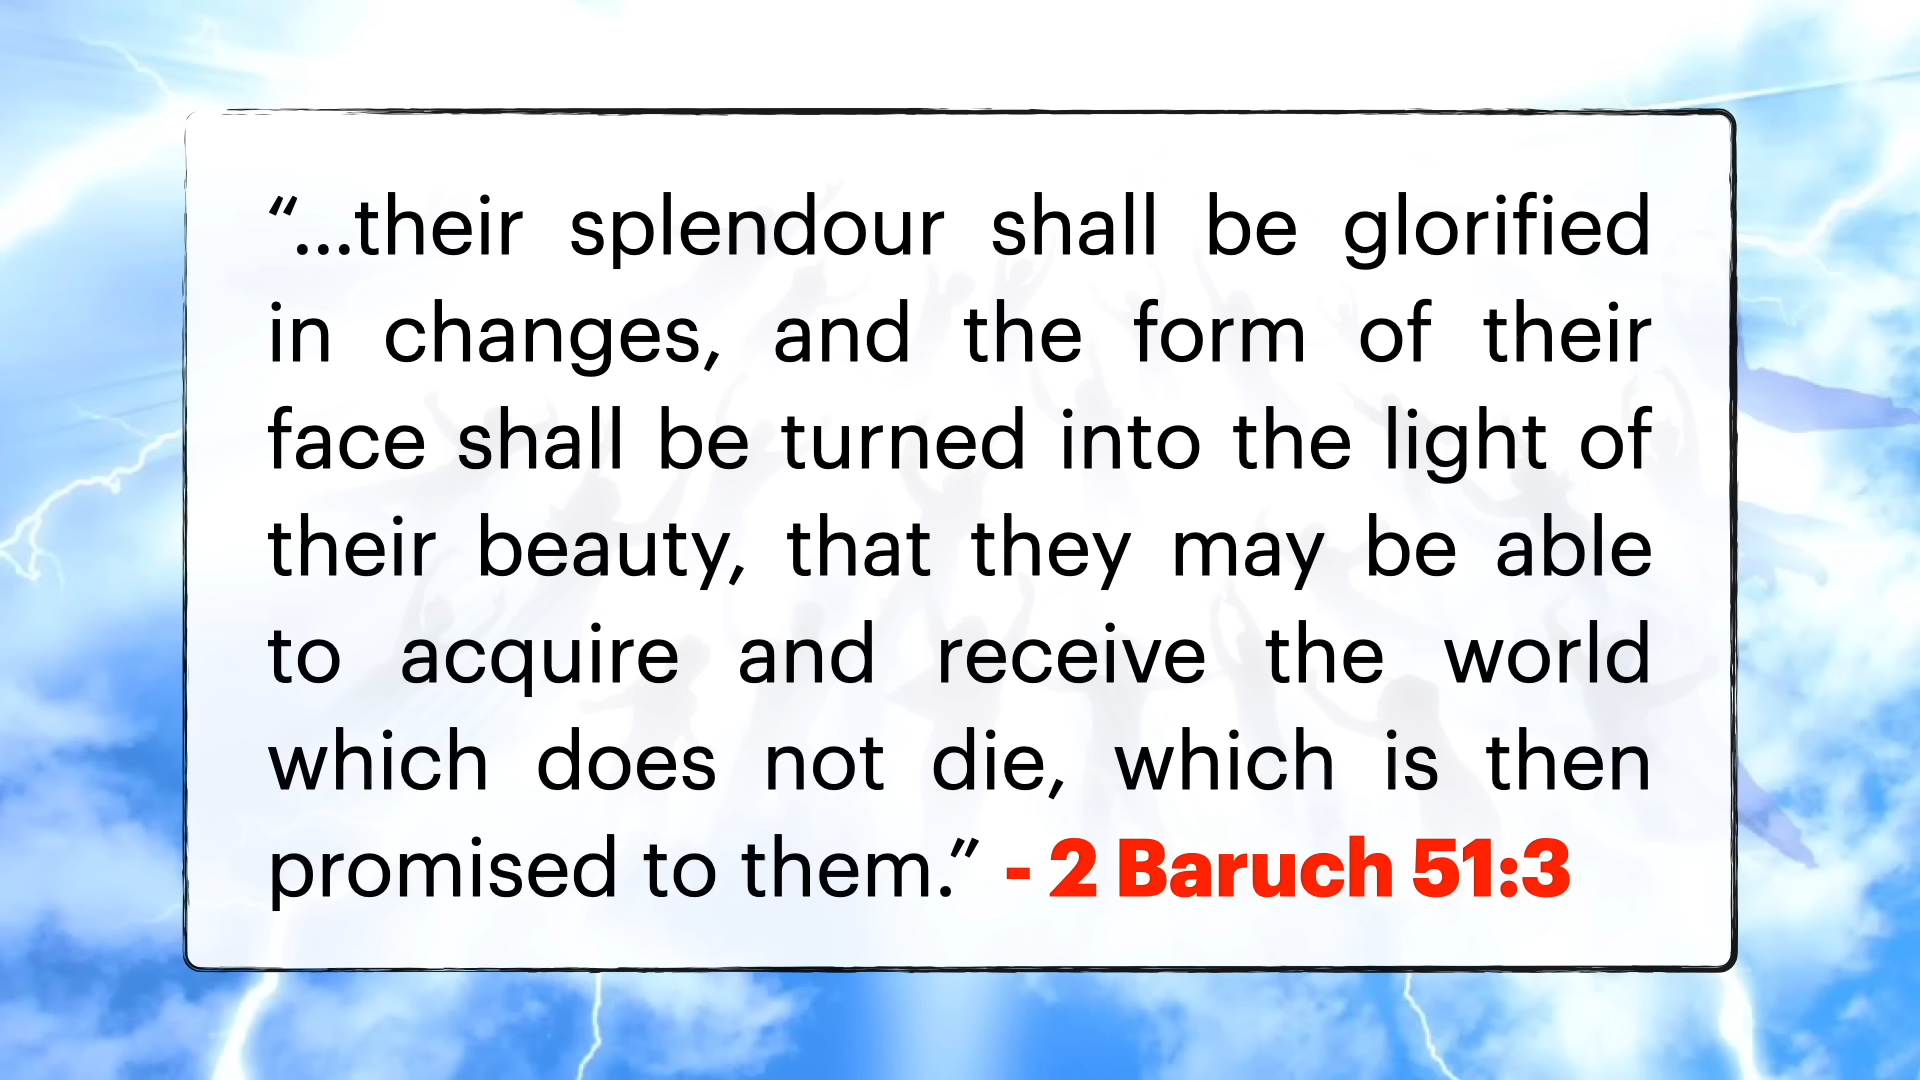 “...their splendour shall be glorified
in changes, and the form of their
face shall be turned into the light of
their beauty, that they may be able
to acquire and receive the world
which does not die, which is then
promised to them.” - 2 Baruch 51:3